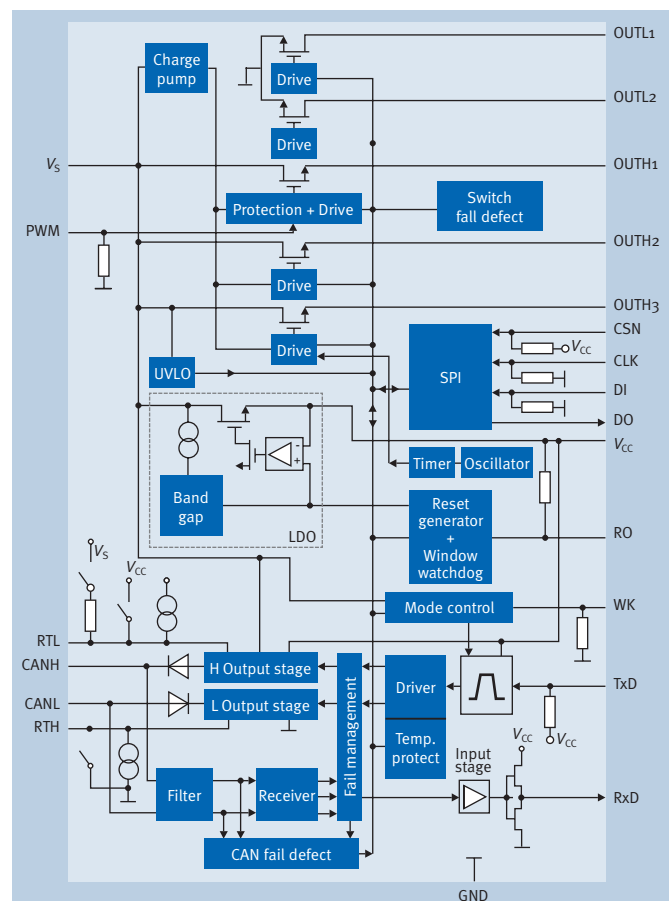 OUTL1
Charge
pump
Drive
OUTL2
Drive
VS
OUTH1
Protection + Drive
Switch
fall defect
PWM
OUTH2
Drive
OUTH3
CSN
VCC
Drive
UVLO
SPI
CLK
DI
DO
VCC
Timer
Oscillator
- 
+
Band
gap
LDO
Reset
generator
+
Window
watchdog
RO
VS
VCC
Mode control
WK
RTL
CANH
H Output stage
Driver
TxD
CANL
L Output stage
RTH
Fail management
Temp.
protect
VCC
Input
stage
VCC
Filter
Receiver
RxD
CAN fail defect
GND